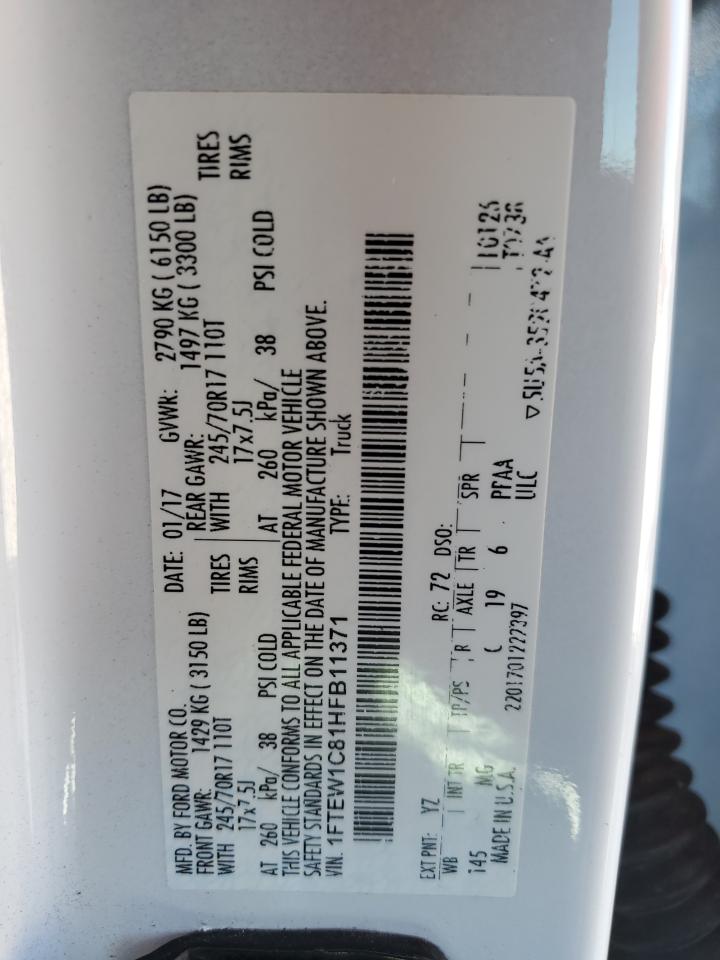 MFD. BY FORD MOTOR CO.
DATE: 01/17 GVWR: 2790 KG ( 6150 LB)
FRONT GAWR: 1429 KG ( 3150 LB) REAR GAWR: 1497 KG ( 3300 LB)
WITH 245/70R17 110T TIRES WITH 245/70R17 110T TIRES
17x7.5J RIMS 17x7.5J RIMS
AT 260 kPa/ 38 PSI COLD AT 260 kPa/ 38 PSI COLD
THIS VEHICLE CONFORMS TO ALL APPLICABLE FEDERAL MOTOR VEHICLE
SAFETY STANDARDS IN EFFECT ON THE DATE OF MANUFACTURE SHOWN ABOVE.
VIN: 1FTEW1C81HFB11371 TYPE: Truck
EXT PNT: YZ RC: 72 DSO:
WB INT TR TP/PS R AXLE TR SPR
145 C 19 6 PFAA
MADE IN U.S.A. 2201701227397 ULC